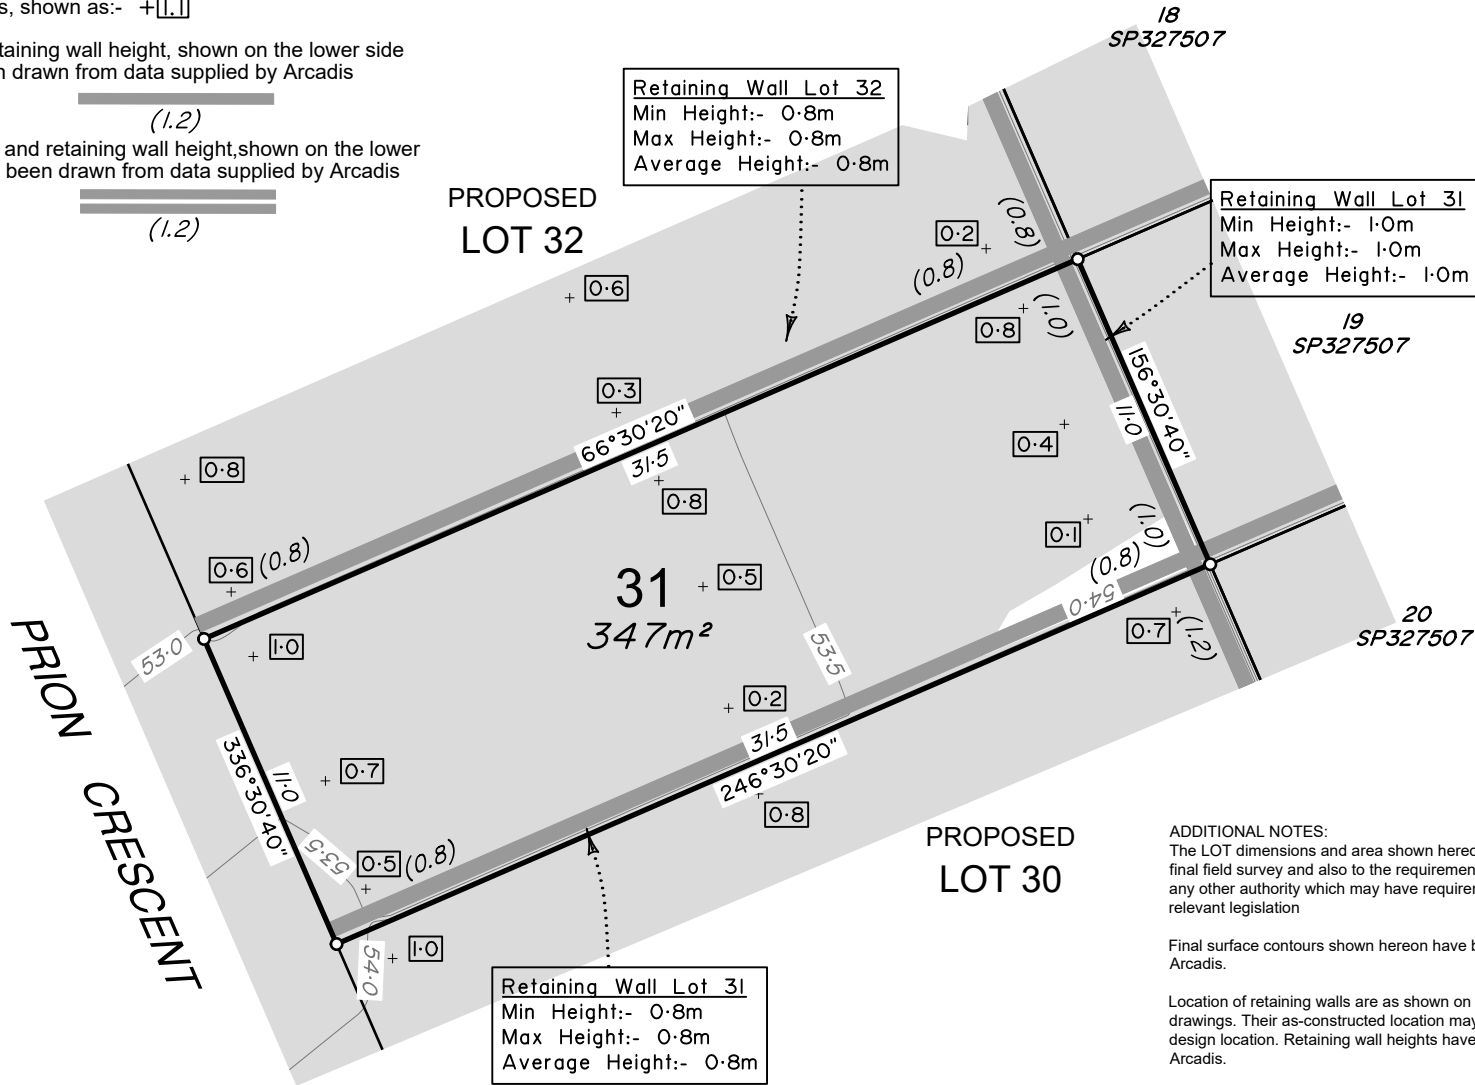 s, shown as:- +1.1
taining wall height, shown on the lower side
n drawn from data supplied by Arcadis
(1.2)
and retaining wall height,shown on the lower
been drawn from data supplied by Arcadis
(1.2)
18
SP327507
Retaining Wall Lot 32
Min Height:- 0·8m
Max Height:- 0·8m
Average Height:- 0·8m
PROPOSED
LOT 32
Retaining Wall Lot 31
Min Height:- 1·0m
Max Height:- 1·0m
Average Height:- 1·0m
(0.8)
0·2
(0.8)
0·6
0·8
(1.0)
19
SP327507
156°30'40"
11·0
0·3
66°30'20"
31·5
0·4
0·8
0·8
0·1
(1.0)
(0.8)
54·0
0·6
(0.8)
31
347m²
0·5
53·5
0·7
(1.2)
20
SP327507
53·0
1·0
PRION CRESCENT
0·2
31·5
246°30'20"
336°30'40"
11·0
0·7
0·8
53·5
0·5
(0.8)
54·0
1·0
PROPOSED
LOT 30
Retaining Wall Lot 31
Min Height:- 0·8m
Max Height:- 0·8m
Average Height:- 0·8m
ADDITIONAL NOTES:
The LOT dimensions and area shown hereo
final field survey and also to the requiremen
any other authority which may have requirem
relevant legislation
Final surface contours shown hereon have b
Arcadis.
Location of retaining walls are as shown on
drawings. Their as-constructed location may
design location. Retaining wall heights have
Arcadis.